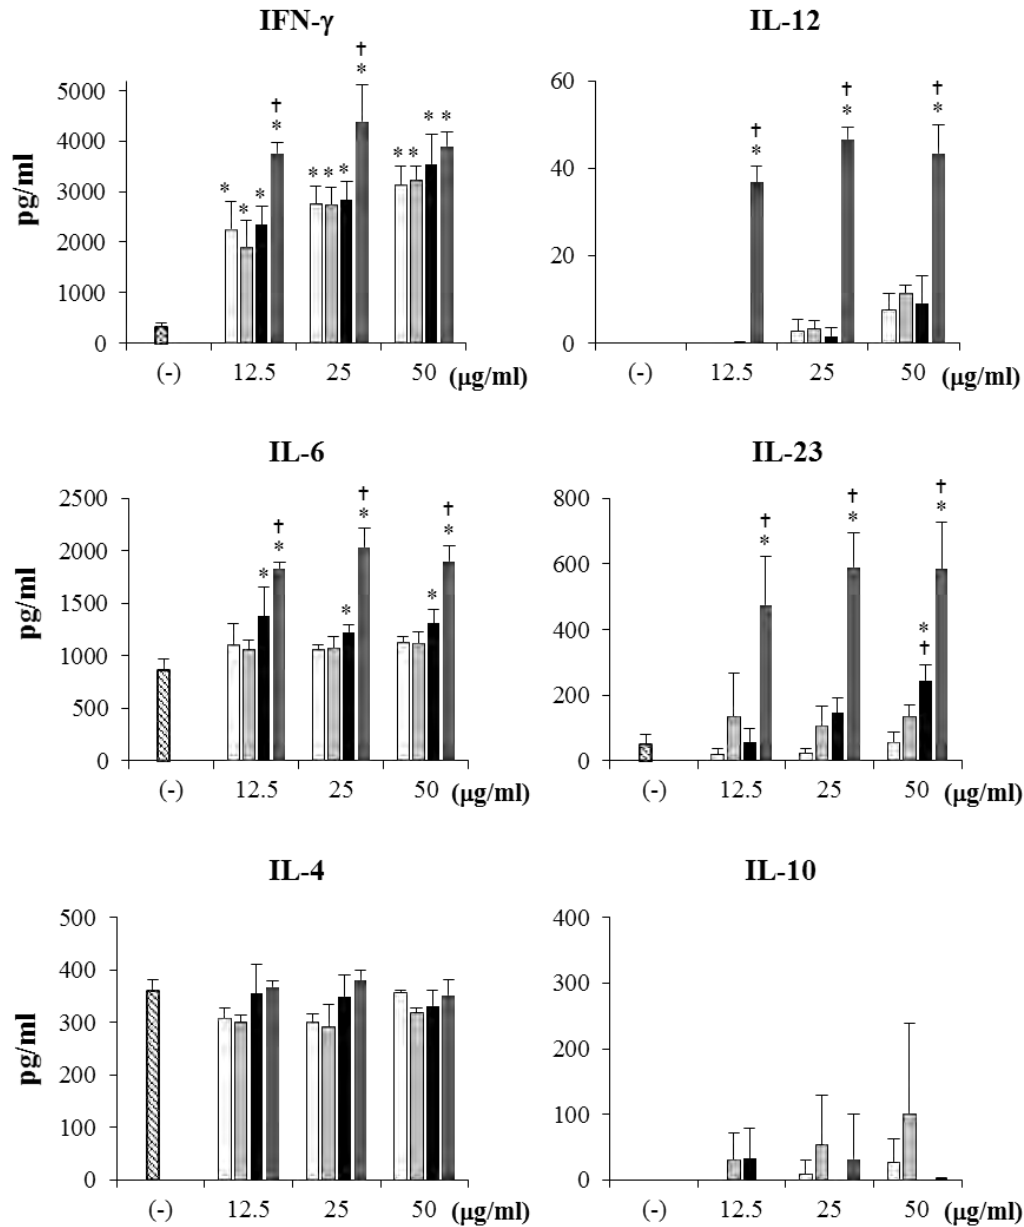 IFN-γ
IL-12
pg/ml
5000
4000
3000
2000
1000
0
* * * * †
* * * * †
* * * *
(-) 12.5 25 50 (μg/ml)
60
40
20
0
* †
* †
* †
(-) 12.5 25 50 (μg/ml)
IL-6
IL-23
pg/ml
2500
2000
1500
1000
500
0
* * †
* * †
* * †
(-) 12.5 25 50 (μg/ml)
800
600
400
200
0
* †
* †
* † * †
(-) 12.5 25 50 (μg/ml)
IL-4
IL-10
pg/ml
500
400
300
200
100
0
(-) 12.5 25 50 (μg/ml)
400
300
200
100
0
(-) 12.5 25 50 (μg/ml)